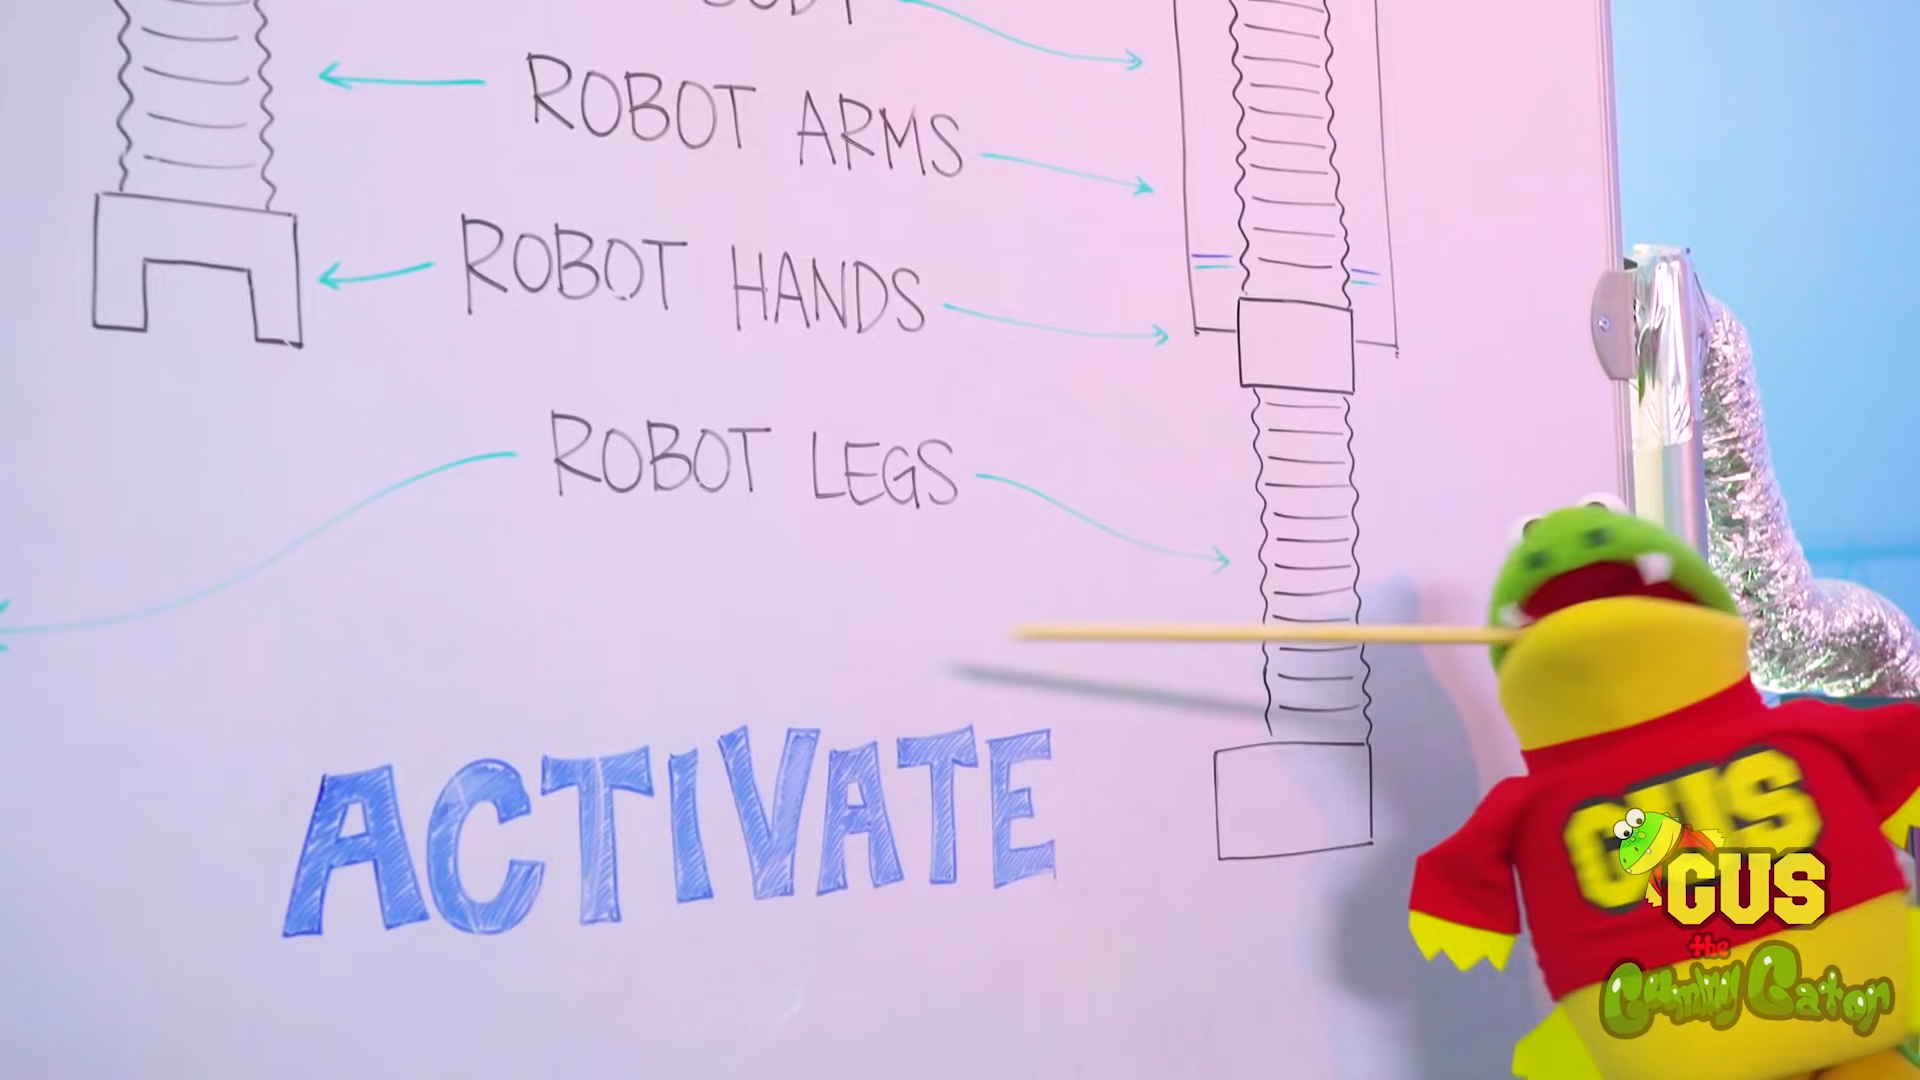 ROBOT ARMS
ROBOT HANDS
ROBOT LEGS
ACTIVATE
GUS
GUS
the
Gummy Gator